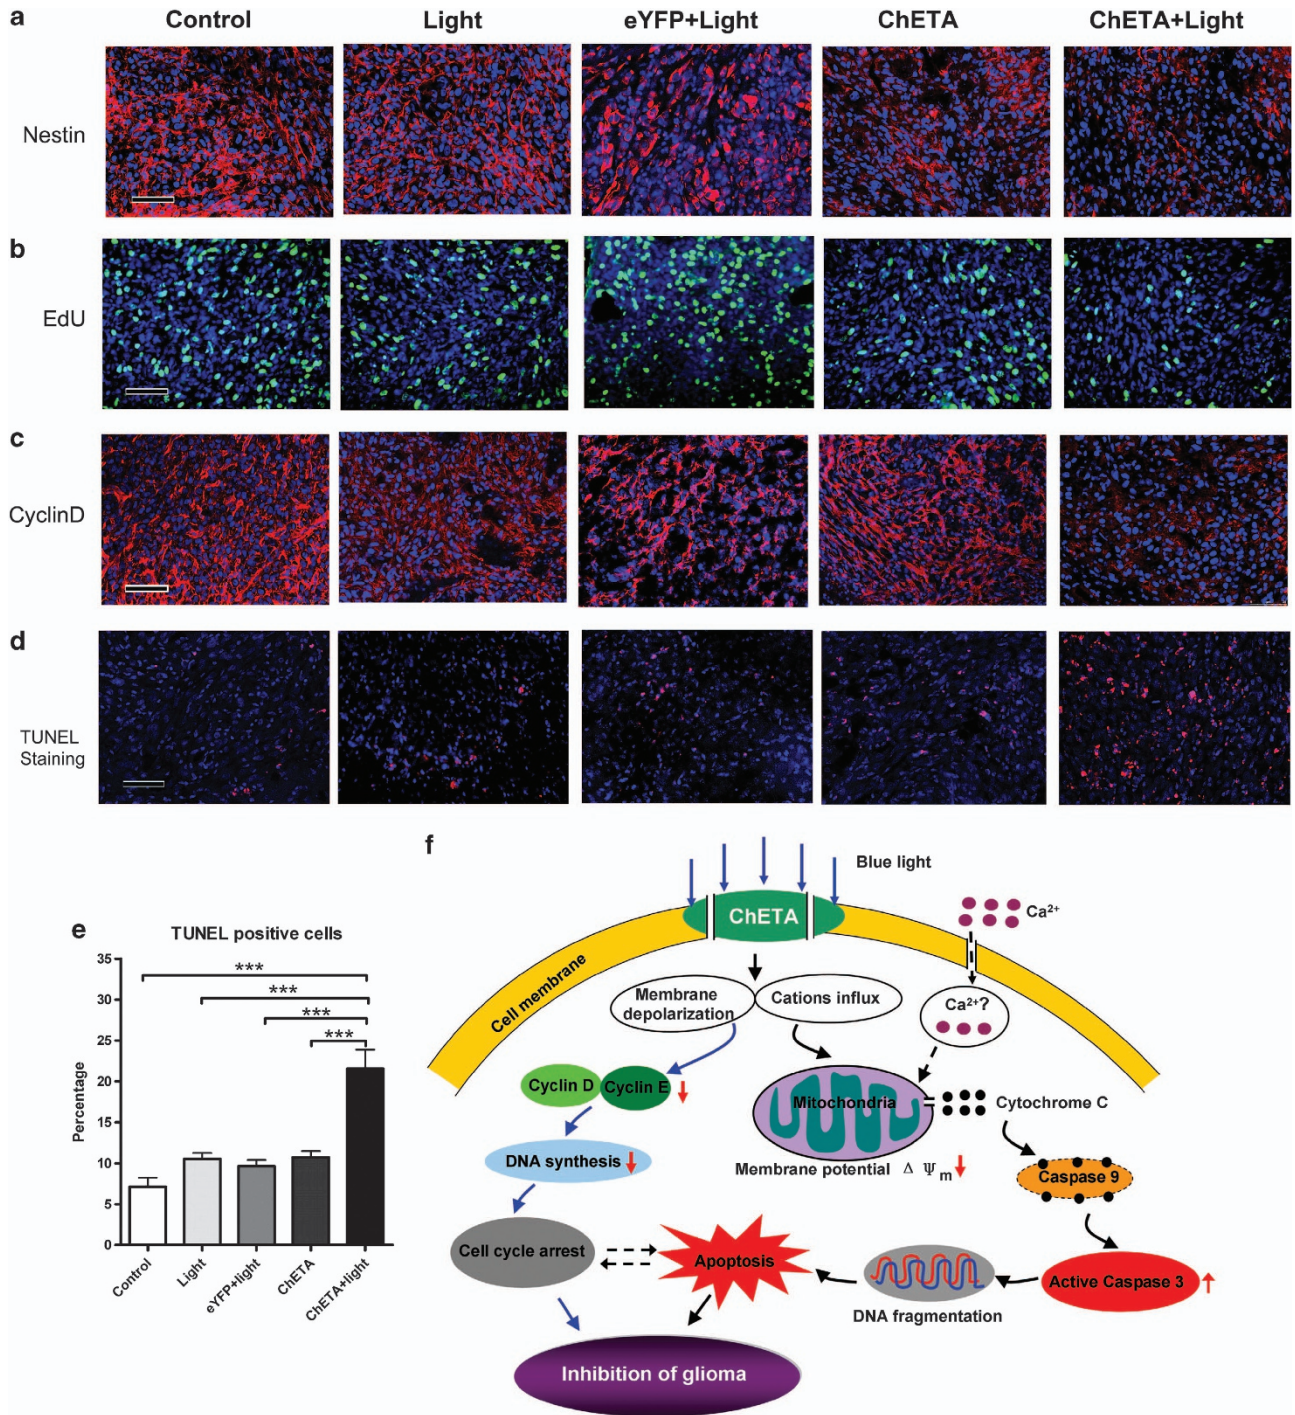 a
Control
Light
eYFP+Light
ChETA
ChETA+Light
Nestin
b
EdU
c
CyclinD
d
TUNEL
Staining
e
TUNEL positive cells
***
***
***
***
35
30
25
20
15
10
5
0
Percentage
Control
Light
eYFP+light
ChETA
ChETA+light
f
Blue light
ChETA
Ca²⁺
Cell membrane
Membrane
depolarization
Cations influx
Ca²⁺?
Cyclin D
Cyclin E
Mitochondria
Cytochrome C
DNA synthesis
Membrane potential Δ Ψm
Caspase 9
Cell cycle arrest
Apoptosis
Active Caspase 3
DNA fragmentation
Inhibition of glioma